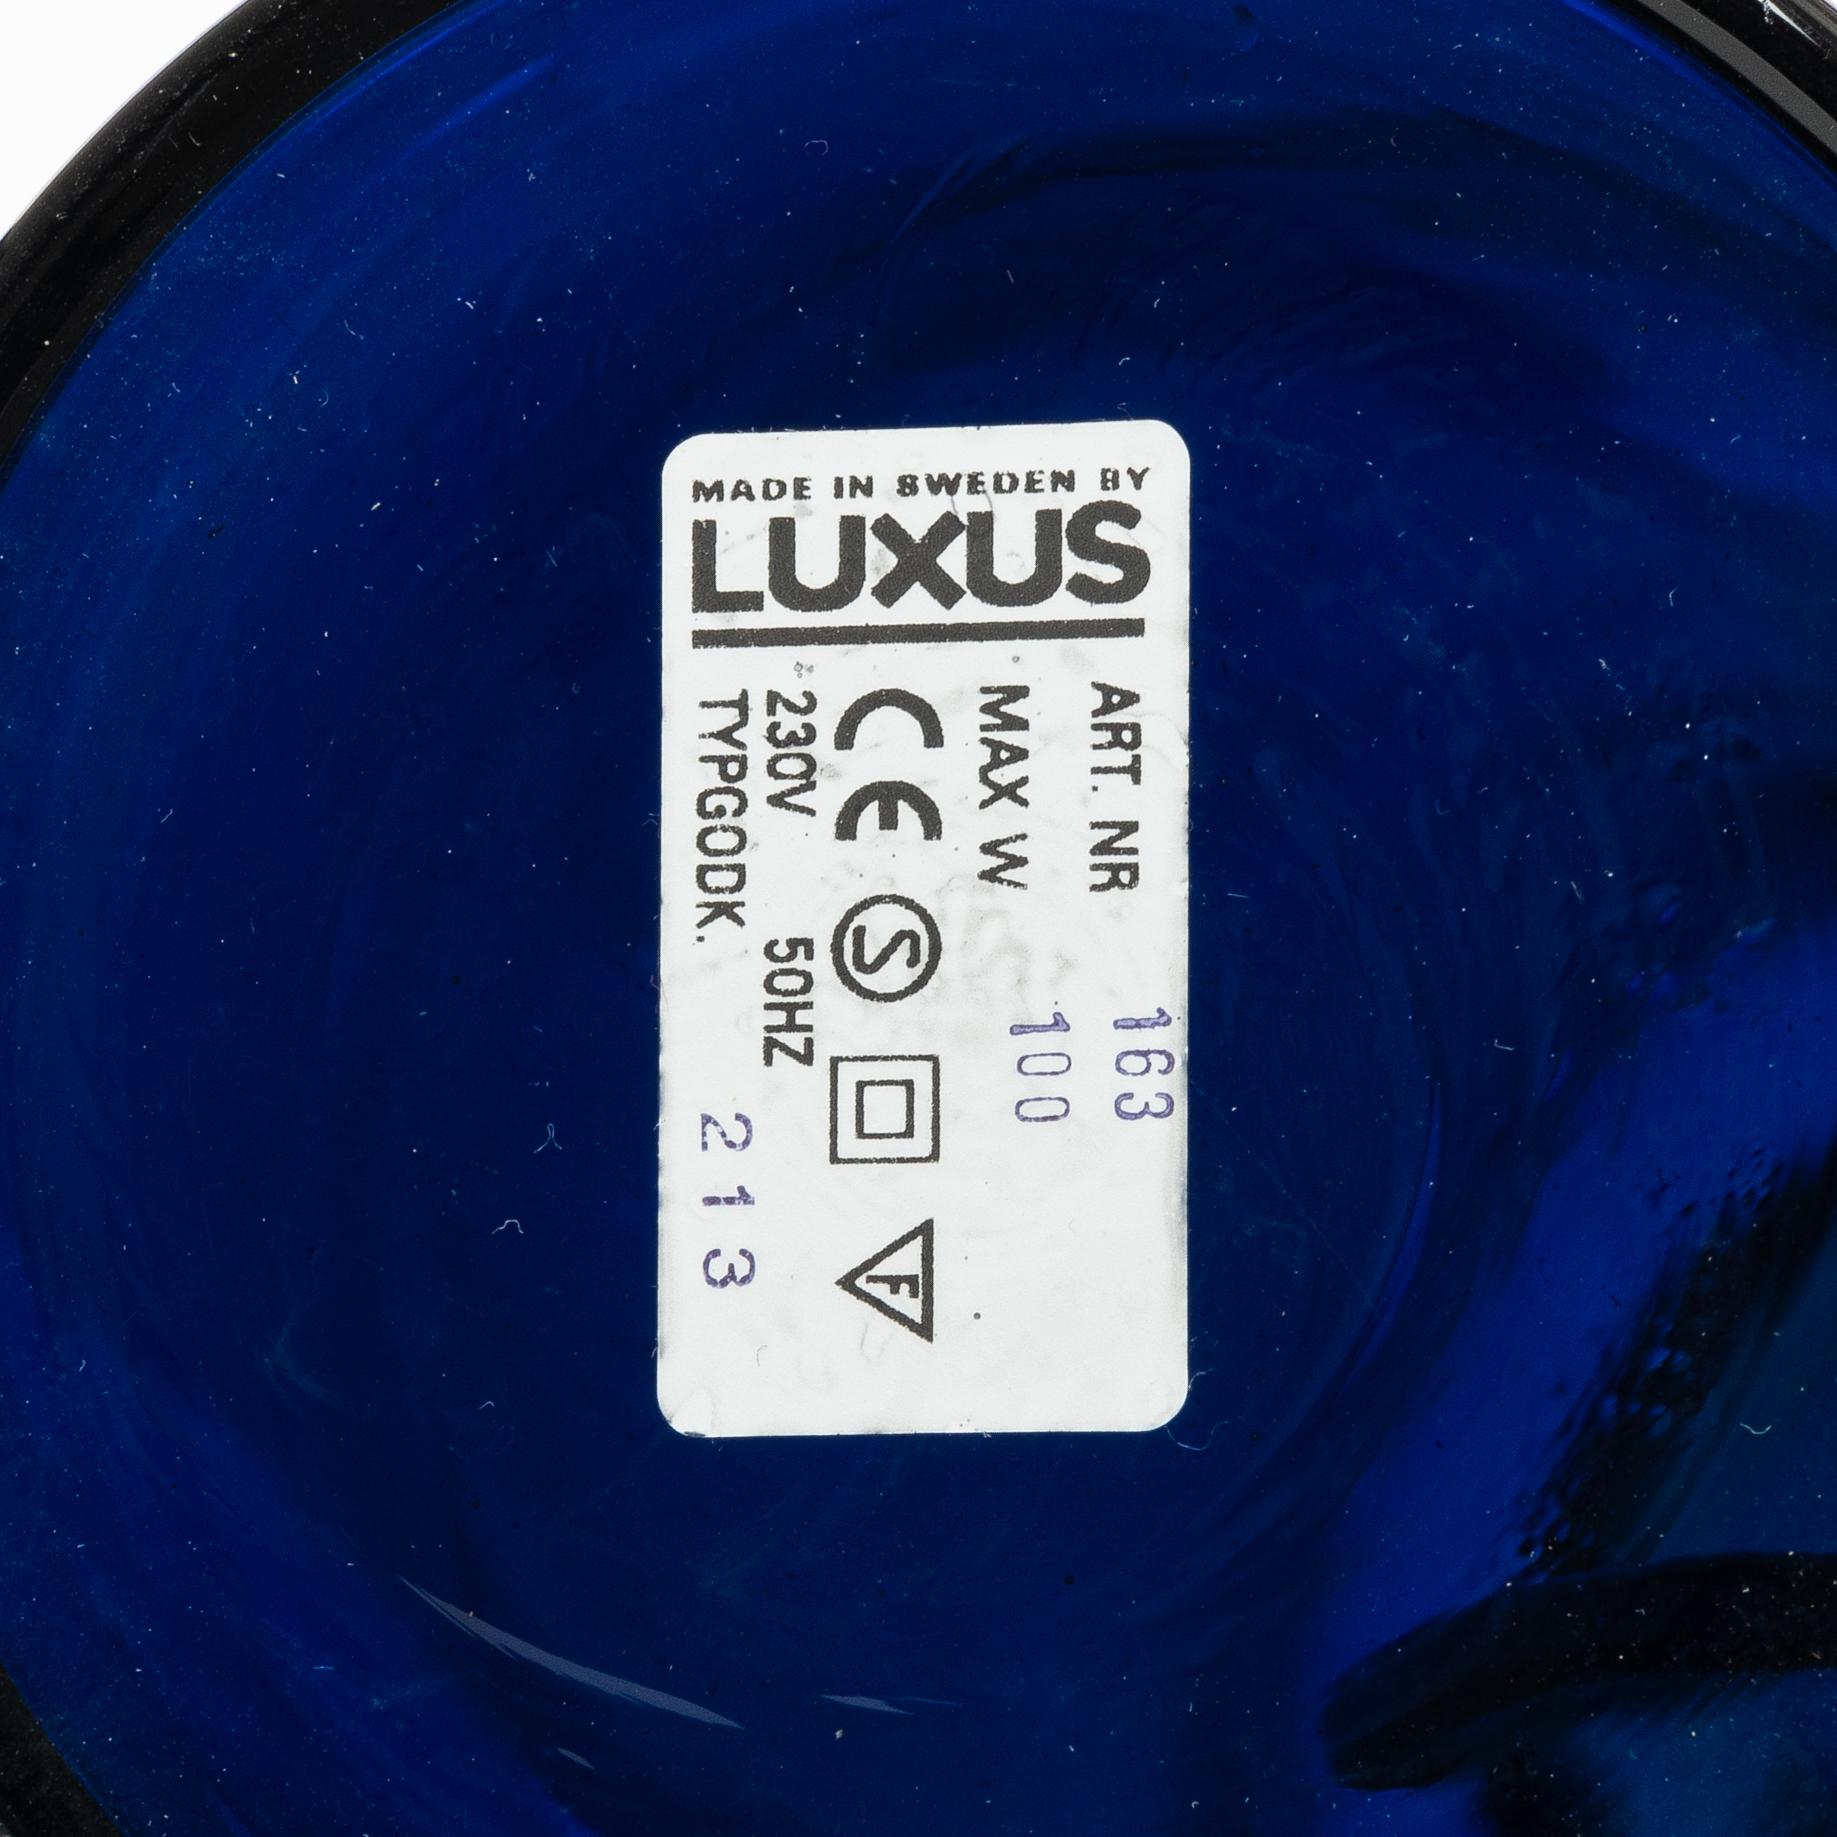 MADE IN SWEDEN BY
LUXUS
ART. NR 163
MAX W 100
CE S F
230V 50HZ
TYPGODK. 213